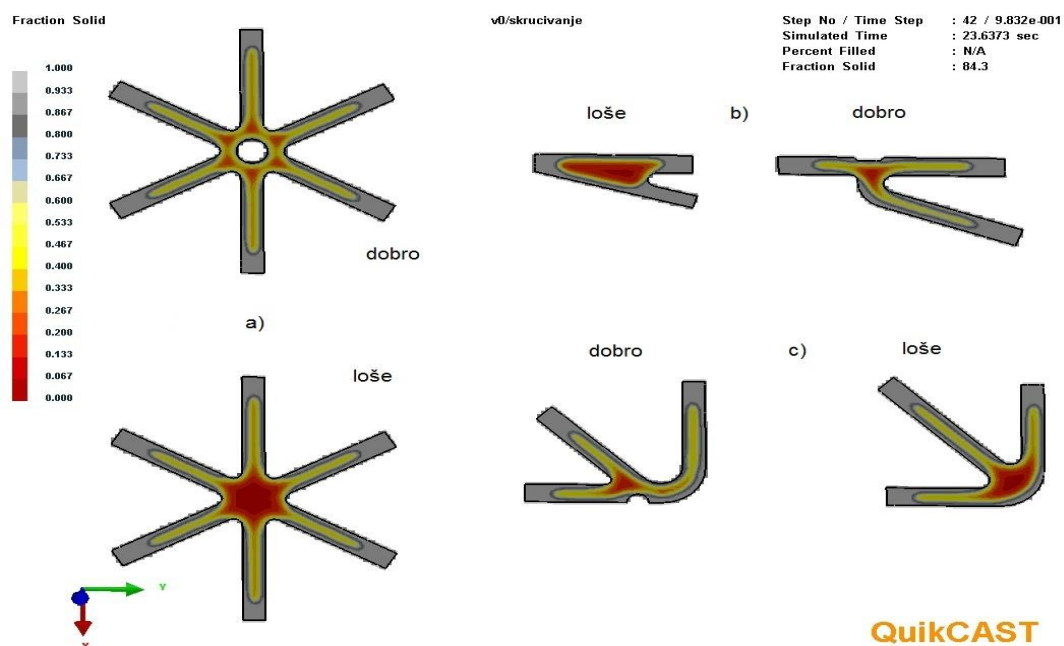 Fraction Solid
v0/skrucivanje
Step No / Time Step : 42 / 9.832e-001
Simulated Time : 23.6373 sec
Percent Filled : N/A
Fraction Solid : 84.3
1.000
0.933
0.867
0.800
0.733
0.667
0.600
0.533
0.467
0.400
0.333
0.267
0.200
0.133
0.067
0.000
loše
b)
dobro
dobro
a)
loše
dobro
c)
loše
Y
QuikCAST